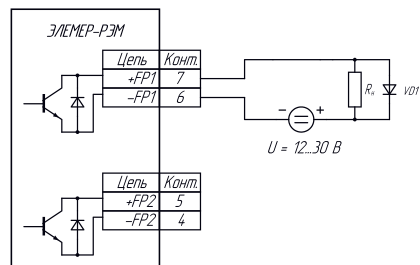 ЭЛЕМЕР-РЭМ
Цепь Конт.
+FP1 7
−FP1 6
− +
Rн VD1
U = 12...30 В
Цепь Конт.
+FP2 5
−FP2 4